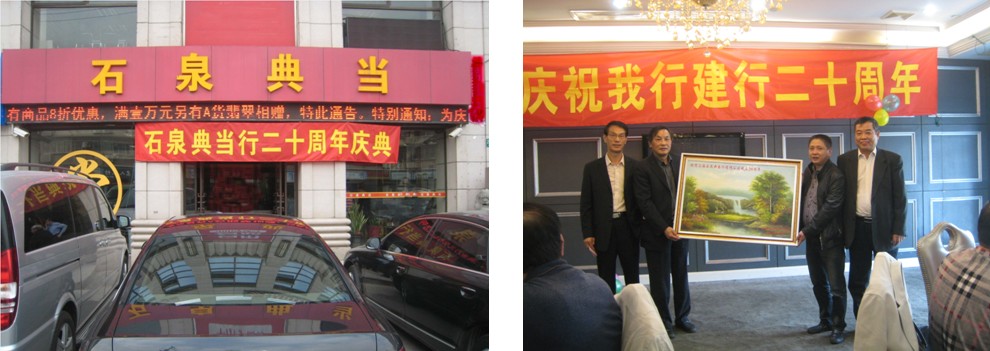 石泉典当
有商品8折优惠，满壹万元另有A货翡翠相赠，特此通告，特别通知：为庆
石泉典当行二十周年庆典
当
庆祝我行建行二十周年